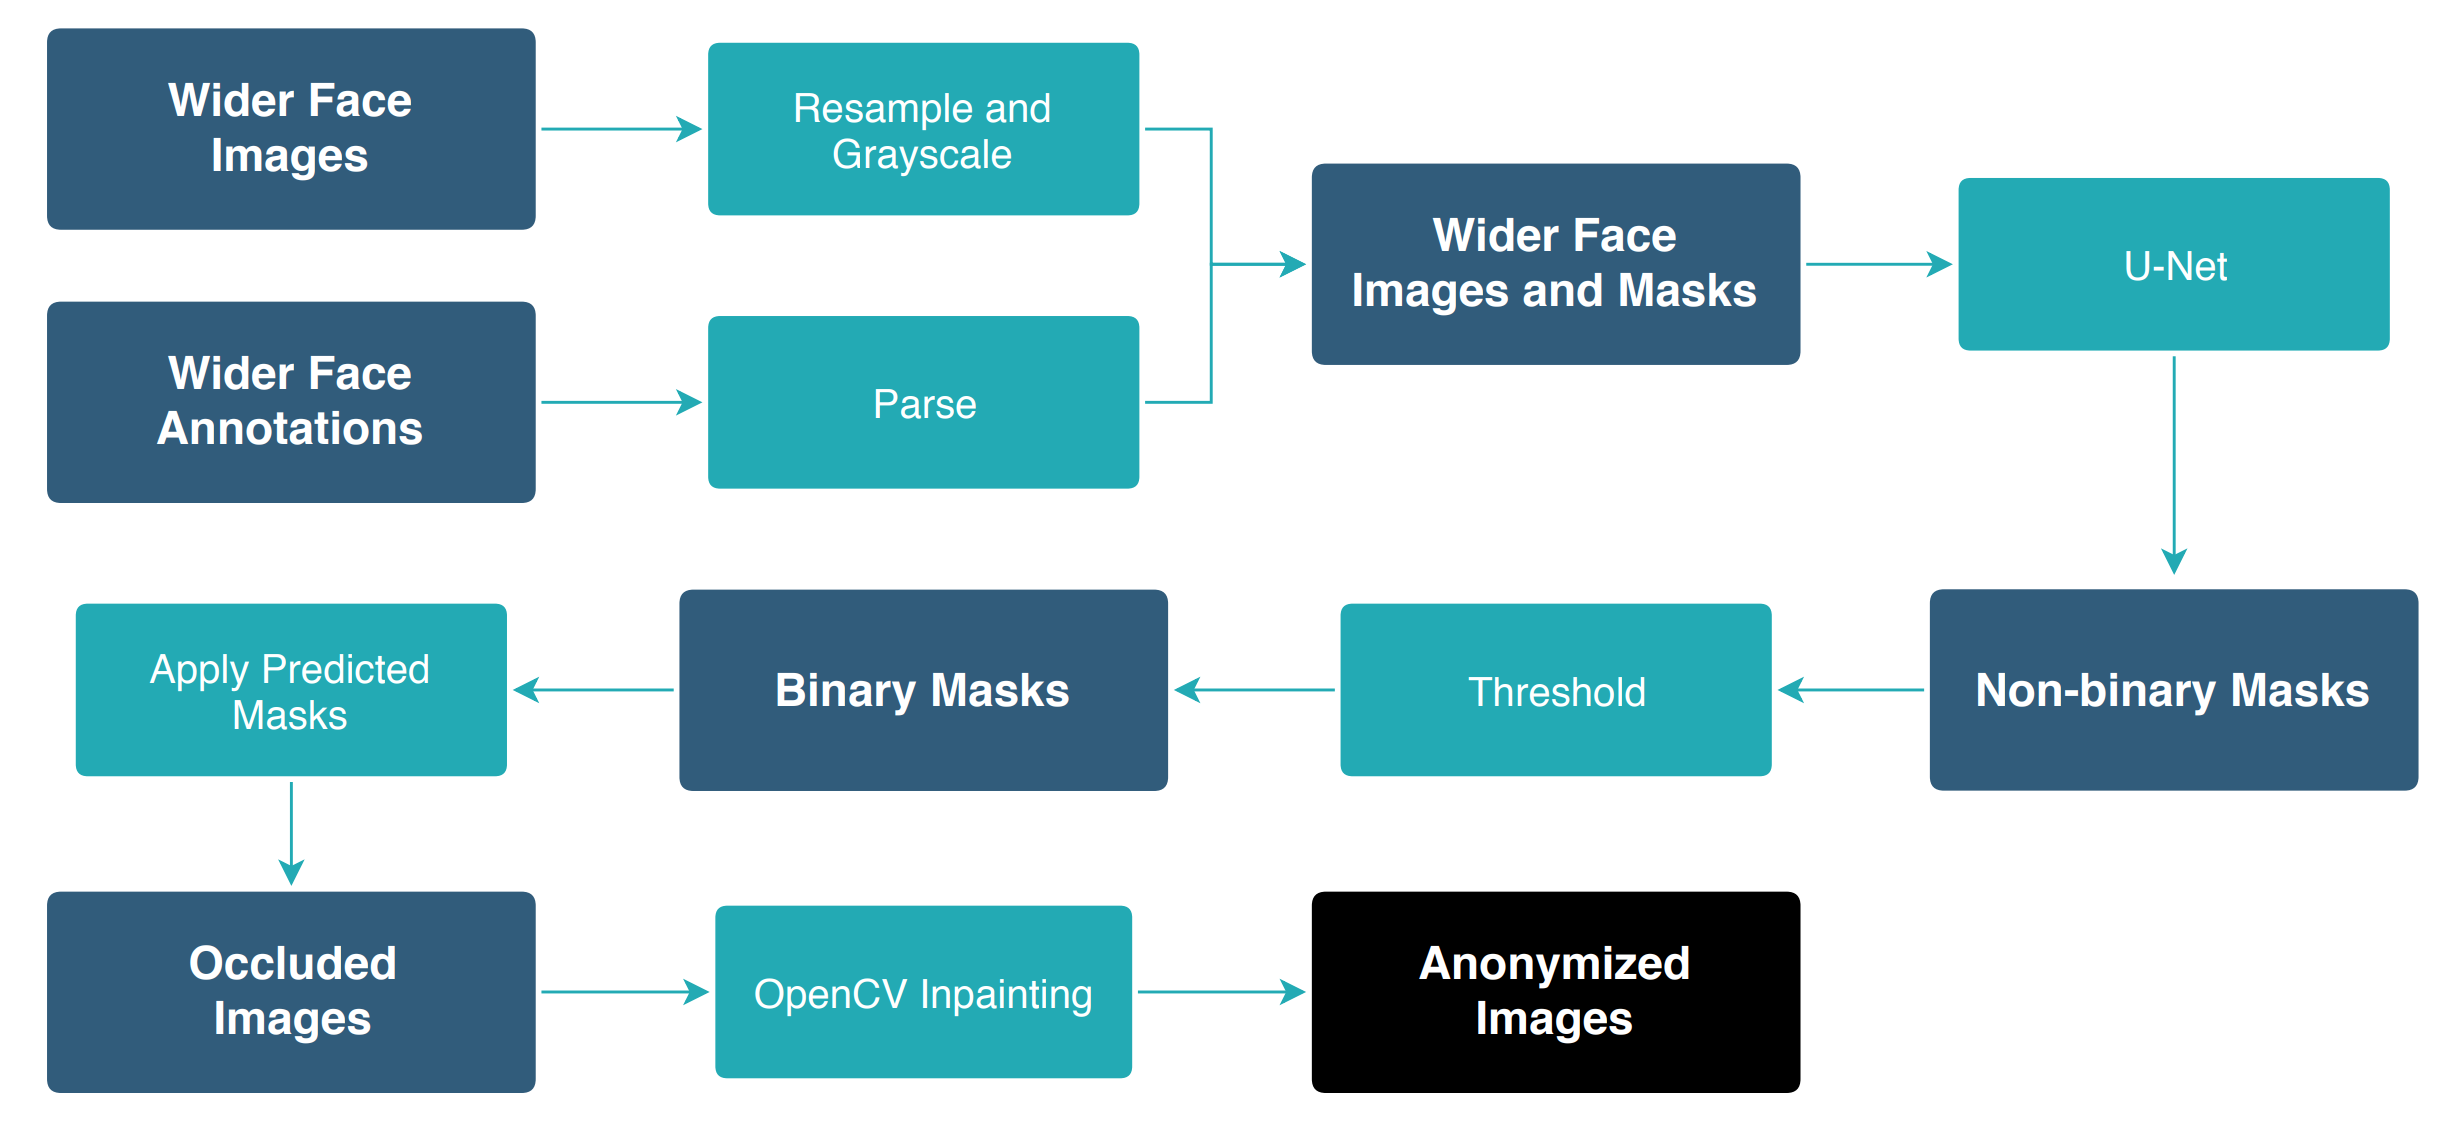 Wider Face
Images
Resample and
Grayscale
Wider Face
Annotations
Parse
Wider Face
Images and Masks
U-Net
Non-binary Masks
Threshold
Binary Masks
Apply Predicted
Masks
Occluded
Images
OpenCV Inpainting
Anonymized
Images